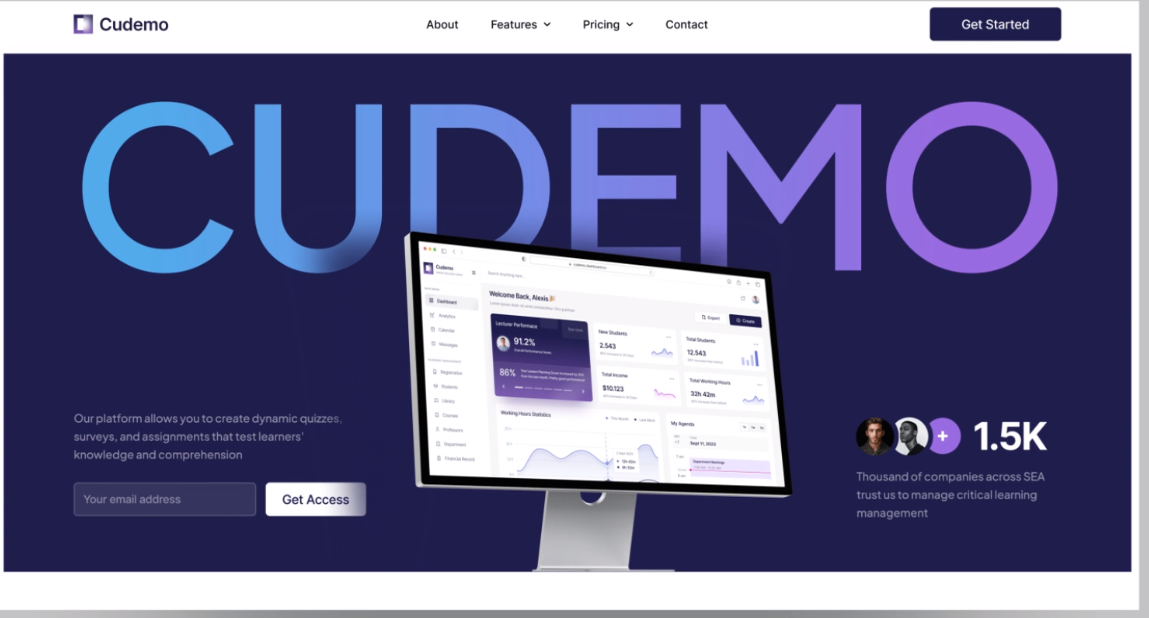 Cudemo
About
Features
Pricing
Contact
Get Started
CUDEMO
Cudemo
Welcome Back, Alexis
Export
Create
Dashboard
Analytics
Calendar
Messages
Registration
Students
Library
Courses
Professors
Department
Financial Record
Lecturer Performace
91.2%
86%
New Students
2.543
Total Students
12.543
Total Income
$10.123
Total Working Hours
32h 42m
Working Hours Statistics
My Agenda
Sept 11, 2023
Our platform allows you to create dynamic quizzes,
surveys, and assignments that test learners'
knowledge and comprehension
Your email address
Get Access
1.5K
Thousand of companies across SEA
trust us to manage critical learning
management